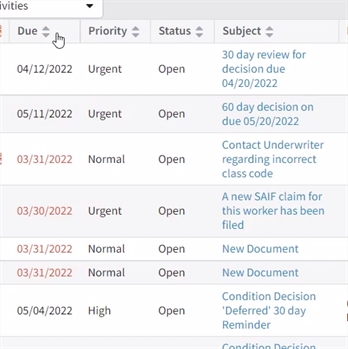 ivities
Due Priority Status Subject
04/12/2022 Urgent Open 30 day review for
decision due
04/20/2022
05/11/2022 Urgent Open 60 day decision on
due 05/20/2022
03/31/2022 Normal Open Contact Underwriter
regarding incorrect
class code
03/30/2022 Urgent Open A new SAIF claim for
this worker has been
filed
03/31/2022 Normal Open New Document
03/31/2022 Normal Open New Document
05/04/2022 High Open Condition Decision
'Deferred' 30 day
Reminder
Condition Decision